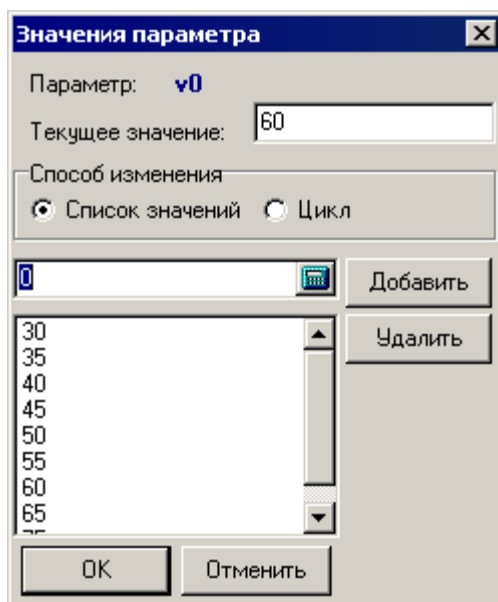 Значения параметра
Параметр: v0
Текущее значение: 60
Способ изменения
Список значений Цикл
0 Добавить
Удалить
30
35
40
45
50
55
60
65
OK Отменить